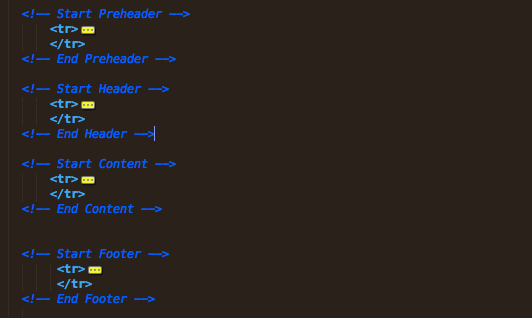 <!-- Start Preheader -->
<tr>
</tr>
<!-- End Preheader -->
<!-- Start Header -->
<tr>
</tr>
<!-- End Header -->
<!-- Start Content -->
<tr>
</tr>
<!-- End Content -->
<!-- Start Footer -->
<tr>
</tr>
<!-- End Footer -->